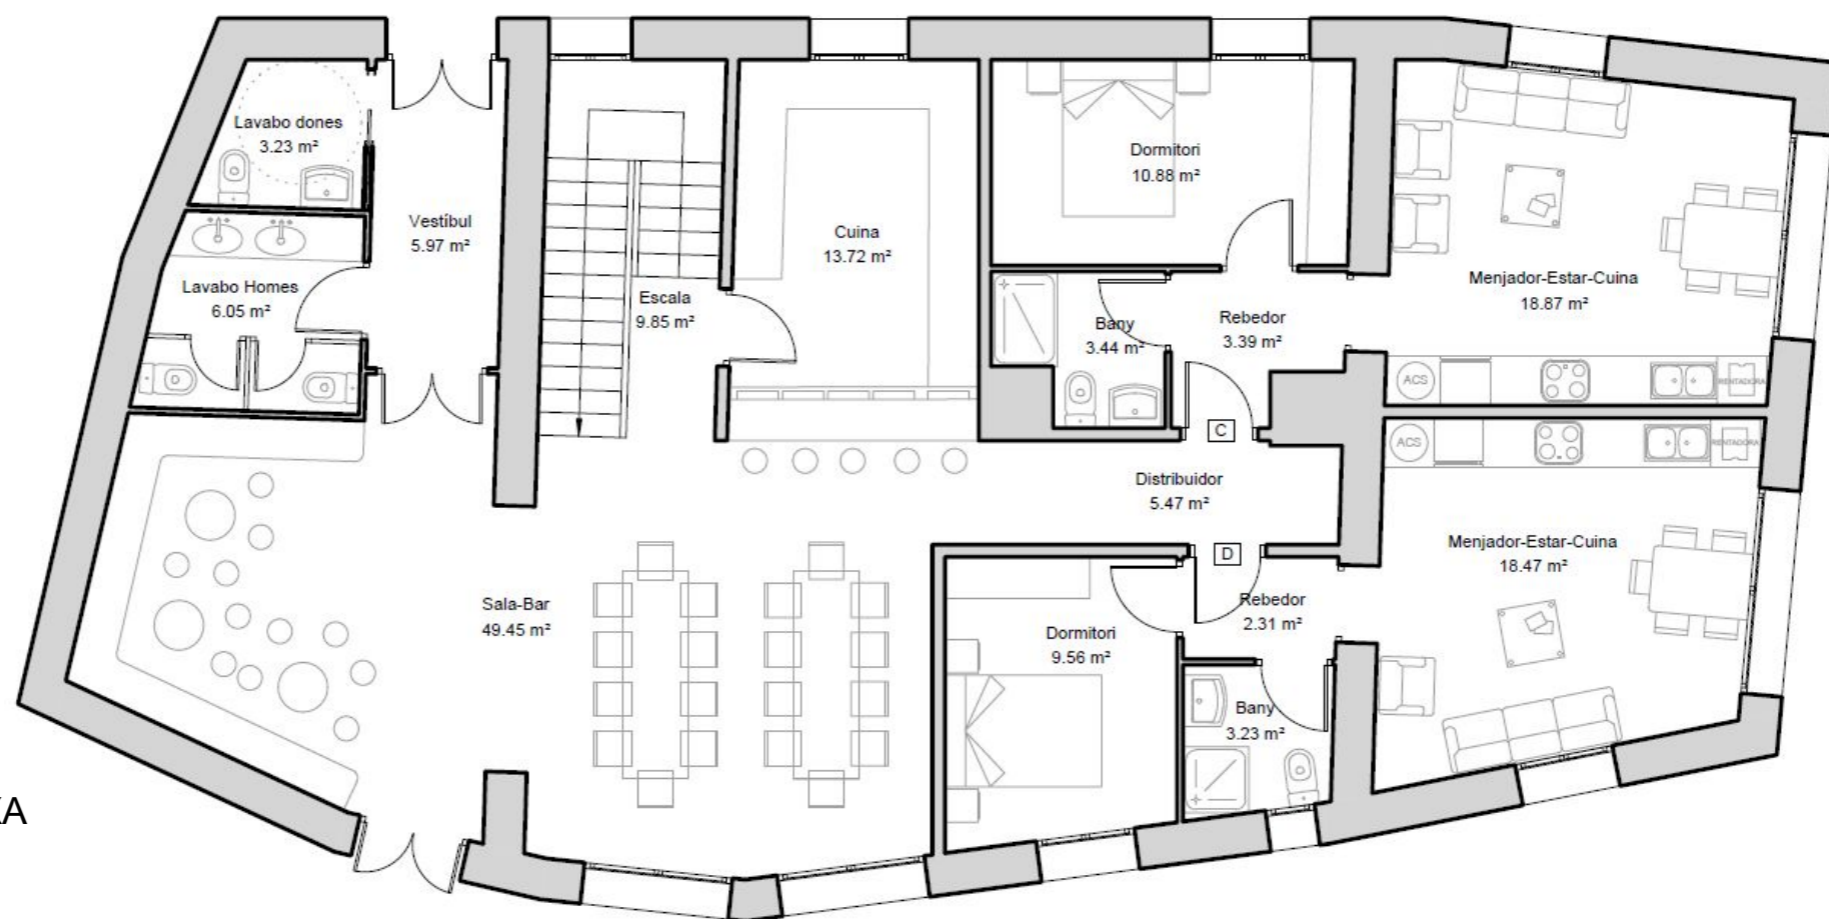 Lavabo dones
3.23 m²
Vestíbul
5.97 m²
Lavabo Homes
6.05 m²
Escala
9.85 m²
Cuina
13.72 m²
Dormitori
10.88 m²
Bany
3.44 m²
Rebedor
3.39 m²
Menjador-Estar-Cuina
18.87 m²
ACS
RENTADORA
C
ACS
RENTADORA
Distribuidor
5.47 m²
D
Menjador-Estar-Cuina
18.47 m²
Sala-Bar
49.45 m²
Rebedor
2.31 m²
Dormitori
9.56 m²
Bany
3.23 m²